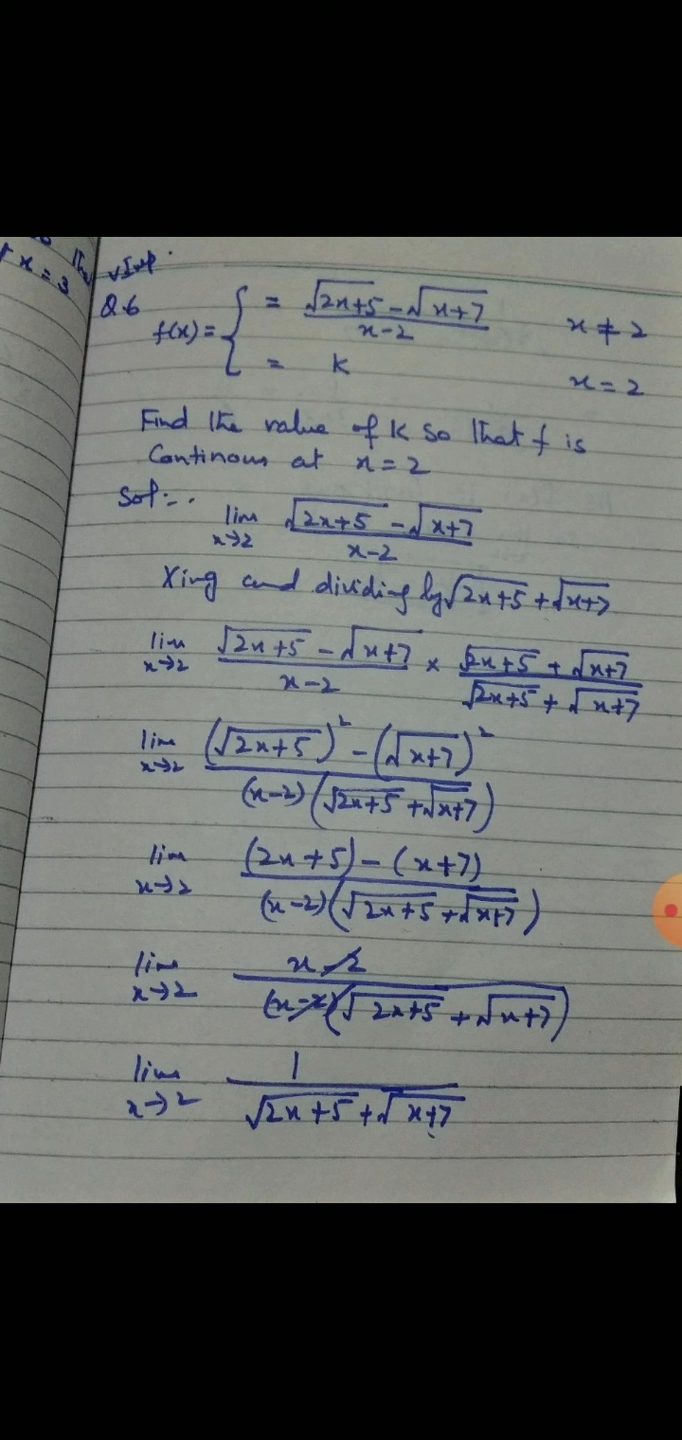 x = 3
vImp.
Q.6
f(x) = { = √2x+5 - √x+7 / x-2 x ≠ 2
= K x = 2
Find the value of K so that f is
Continous at x = 2
Sol:-.
lim x→2 √2x+5 - √x+7 / x-2
Xing and dividing by √2x+5 + √x+7
lim x→2 √2x+5 - √x+7 / x-2 × √2x+5 + √x+7 / √2x+5 + √x+7
lim x→2 (√2x+5)² - (√x+7)² / (x-2)(√2x+5 + √x+7)
lim x→2 (2x+5) - (x+7) / (x-2)(√2x+5 + √x+7)
lim x→2 x-2 / (x-2)(√2x+5 + √x+7)
lim x→2 1 / √2x+5 + √x+7